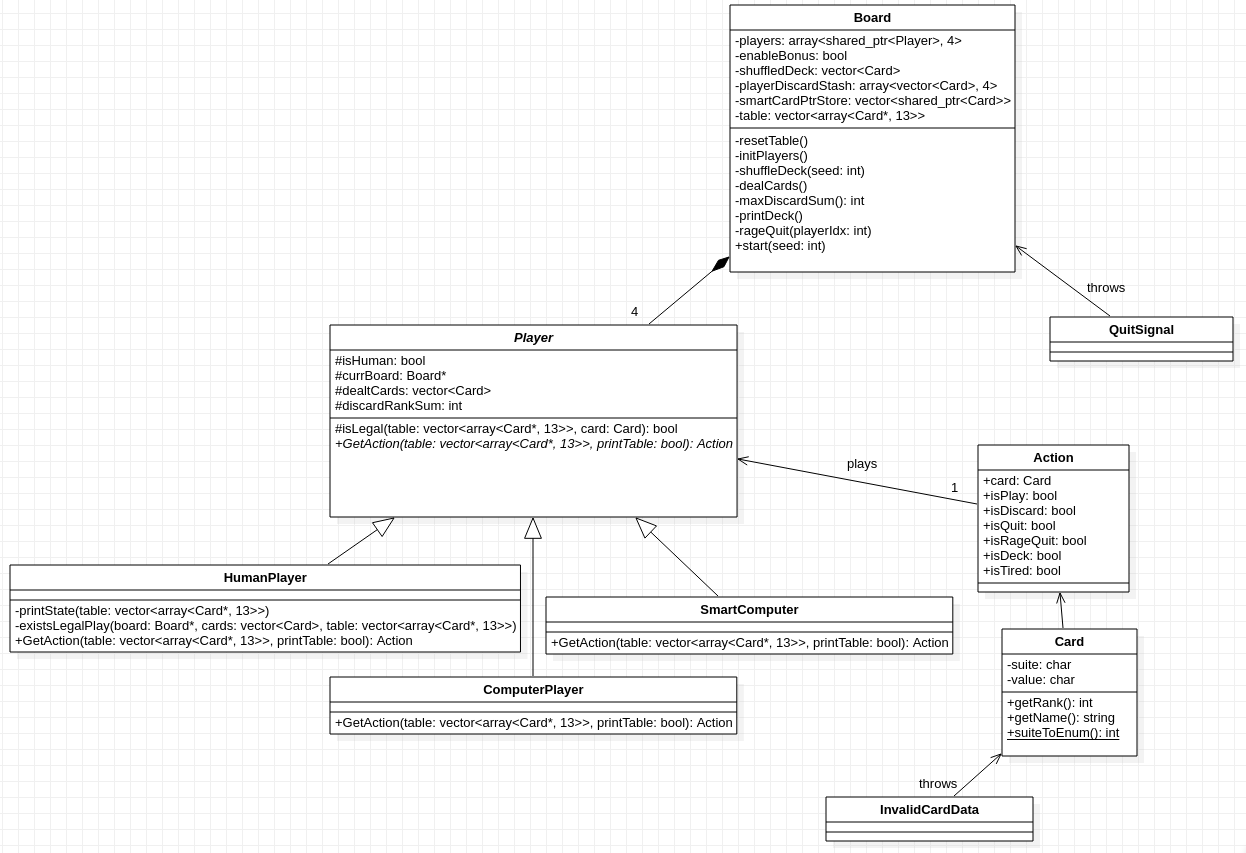 Board
-players: array<shared_ptr<Player>, 4>
-enableBonus: bool
-shuffledDeck: vector<Card>
-playerDiscardStash: array<vector<Card>, 4>
-smartCardPtrStore: vector<shared_ptr<Card>>
-table: vector<array<Card*, 13>>
-resetTable()
-initPlayers()
-shuffleDeck(seed: int)
-dealCards()
-maxDiscardSum(): int
-printDeck()
-rageQuit(playerIdx: int)
+start(seed: int)
throws
QuitSignal
4
Player
#isHuman: bool
#currBoard: Board*
#dealtCards: vector<Card>
#discardRankSum: int
#isLegal(table: vector<array<Card*, 13>>, card: Card): bool
+GetAction(table: vector<array<Card*, 13>>, printTable: bool): Action
plays
1
Action
+card: Card
+isPlay: bool
+isDiscard: bool
+isQuit: bool
+isRageQuit: bool
+isDeck: bool
+isTired: bool
HumanPlayer
-printState(table: vector<array<Card*, 13>>)
-existsLegalPlay(board: Board*, cards: vector<Card>, table: vector<array<Card*, 13>>)
+GetAction(table: vector<array<Card*, 13>>, printTable: bool): Action
SmartComputer
+GetAction(table: vector<array<Card*, 13>>, printTable: bool): Action
ComputerPlayer
+GetAction(table: vector<array<Card*, 13>>, printTable: bool): Action
Card
-suite: char
-value: char
+getRank(): int
+getName(): string
+suiteToEnum(): int
throws
InvalidCardData